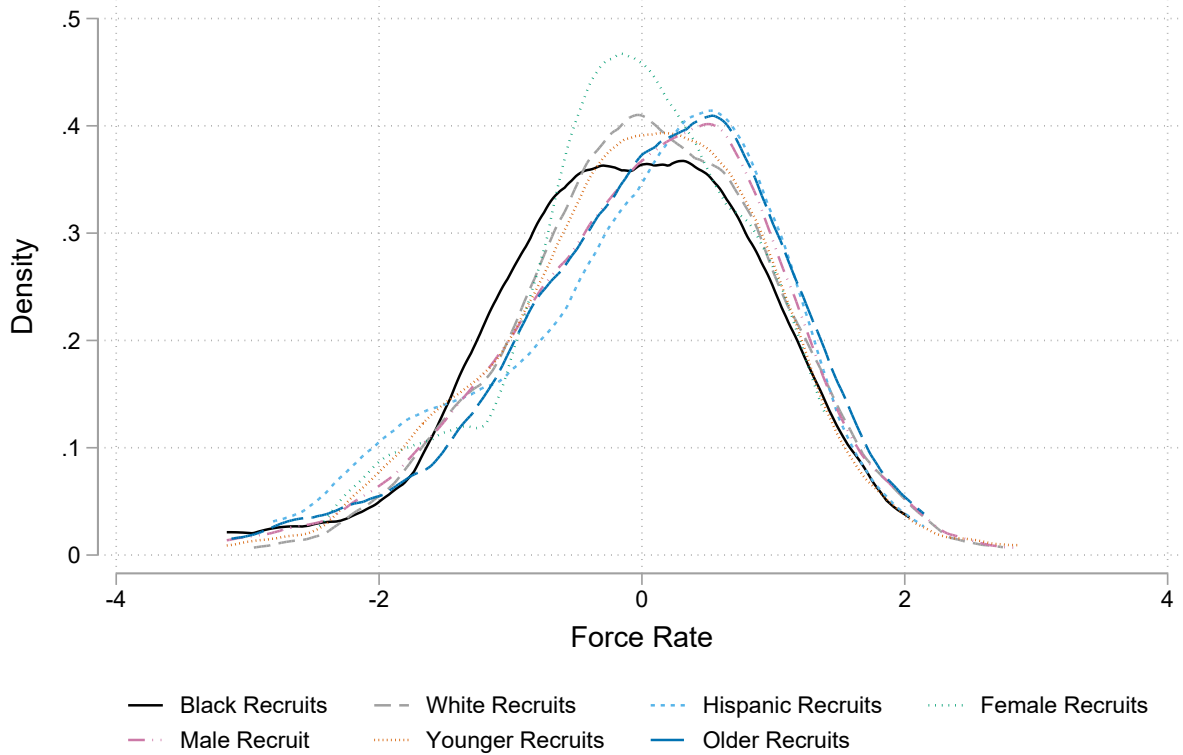 .5
.4
.3
.2
.1
0
Density
-4 -2 0 2 4
Force Rate
Black Recruits White Recruits Hispanic Recruits Female Recruits
Male Recruit Younger Recruits Older Recruits